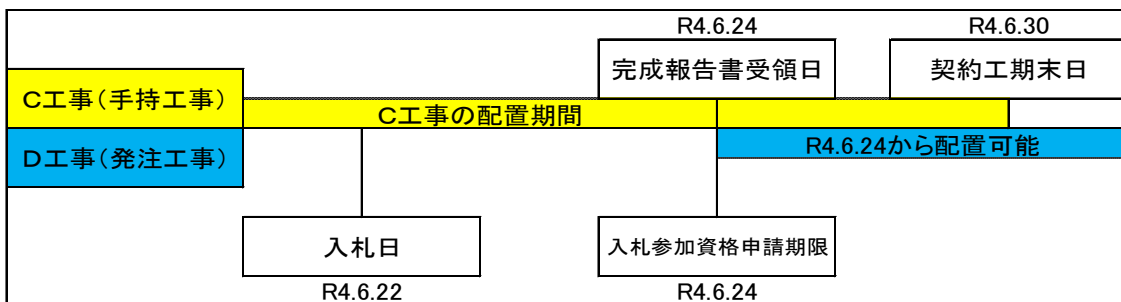 R4.6.24
R4.6.30
完成報告書受領日
契約工期末日
C工事(手持工事)
C工事の配置期間
D工事(発注工事)
R4.6.24から配置可能
入札日
入札参加資格申請期限
R4.6.22
R4.6.24